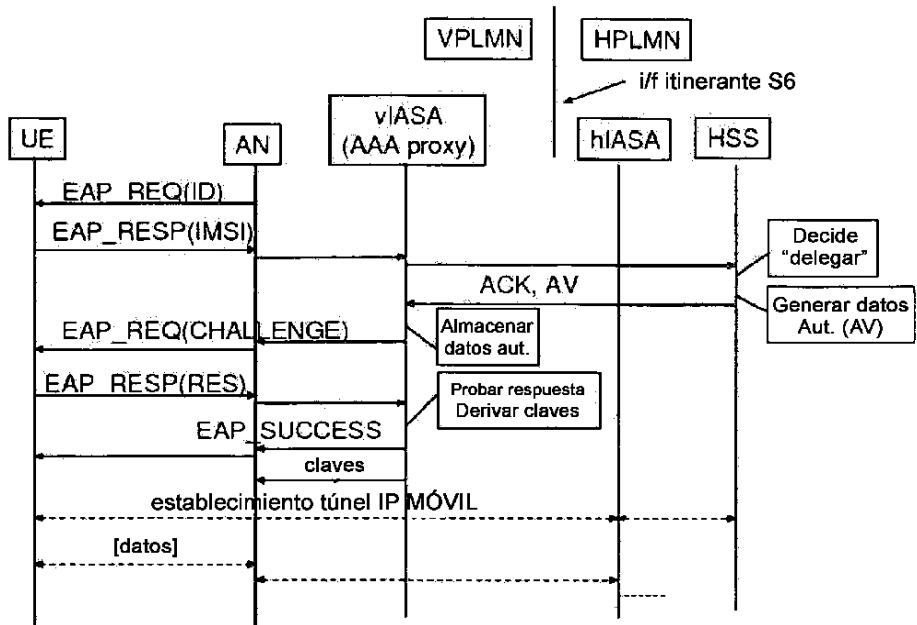 VPLMN
HPLMN
i/f itinerante S6
UE
AN
vIASA
(AAA proxy)
hIASA
HSS
EAP_REQ(ID)
EAP_RESP(IMSI)
Decide
“delegar”
ACK, AV
Generar datos
Aut. (AV)
EAP_REQ(CHALLENGE)
Almacenar
datos aut.
EAP_RESP(RES)
Probar respuesta
Derivar claves
EAP_SUCCESS
claves
establecimiento túnel IP MÓVIL
[datos]